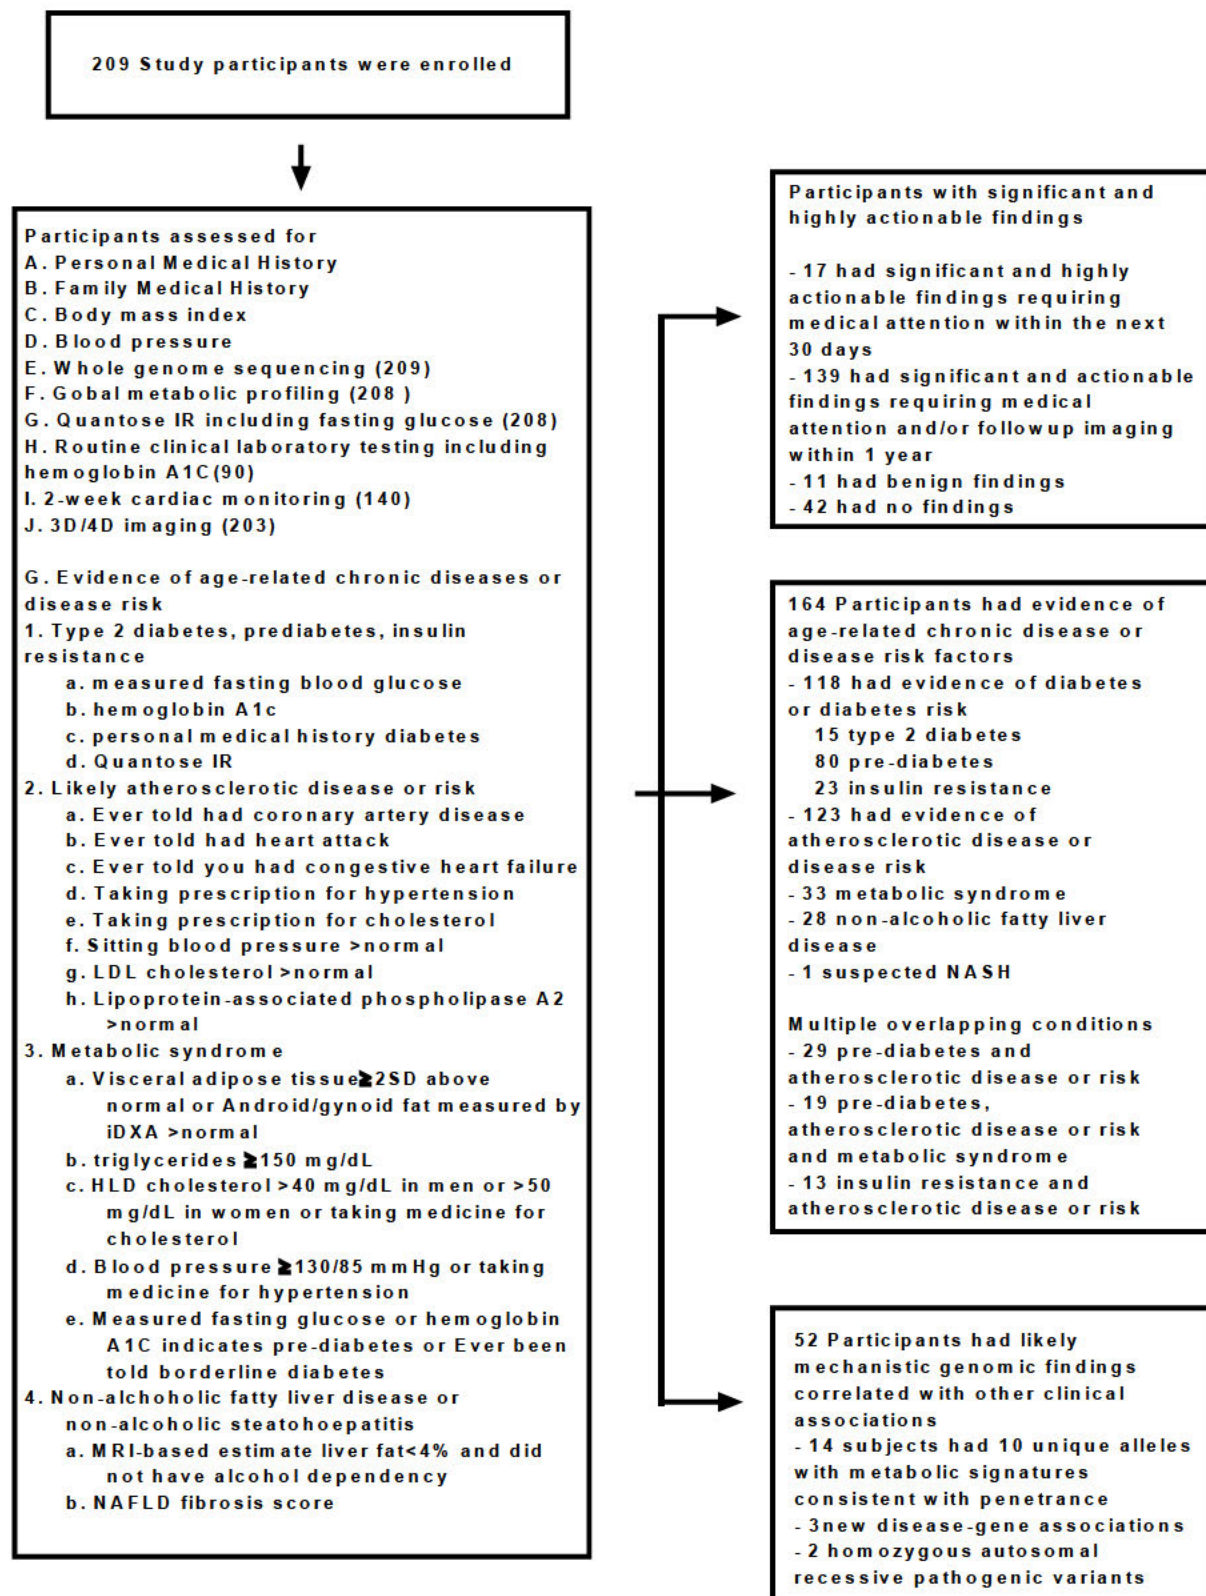 209 Study participants were enrolled
Participants assessed for
A. Personal Medical History
B. Family Medical History
C. Body mass index
D. Blood pressure
E. Whole genome sequencing (209)
F. Gobal metabolic profiling (208 )
G. Quantose IR including fasting glucose (208)
H. Routine clinical laboratory testing including
hemoglobin A1C(90)
I. 2-week cardiac monitoring (140)
J. 3D/4D imaging (203)
G. Evidence of age-related chronic diseases or
disease risk
1. Type 2 diabetes, prediabetes, insulin
resistance
a. measured fasting blood glucose
b. hemoglobin A1c
c. personal medical history diabetes
d. Quantose IR
2. Likely atherosclerotic disease or risk
a. Ever told had coronary artery disease
b. Ever told had heart attack
c. Ever told you had congestive heart failure
d. Taking prescription for hypertension
e. Taking prescription for cholesterol
f. Sitting blood pressure >normal
g. LDL cholesterol >normal
h. Lipoprotein-associated phospholipase A2
>normal
3. Metabolic syndrome
a. Visceral adipose tissue≥2SD above
normal or Android/gynoid fat measured by
iDXA >normal
b. triglycerides ≥150 mg/dL
c. HLD cholesterol >40 mg/dL in men or >50
mg/dL in women or taking medicine for
cholesterol
d. Blood pressure ≥130/85 mmHg or taking
medicine for hypertension
e. Measured fasting glucose or hemoglobin
A1C indicates pre-diabetes or Ever been
told borderline diabetes
4. Non-alchoholic fatty liver disease or
non-alcoholic steatohoepatitis
a. MRI-based estimate liver fat<4% and did
not have alcohol dependency
b. NAFLD fibrosis score
Participants with significant and
highly actionable findings
- 17 had significant and highly
actionable findings requiring
medical attention within the next
30 days
- 139 had significant and actionable
findings requiring medical
attention and/or followup imaging
within 1 year
- 11 had benign findings
- 42 had no findings
164 Participants had evidence of
age-related chronic disease or
disease risk factors
- 118 had evidence of diabetes
or diabetes risk
15 type 2 diabetes
80 pre-diabetes
23 insulin resistance
- 123 had evidence of
atherosclerotic disease or
disease risk
- 33 metabolic syndrome
- 28 non-alcoholic fatty liver
disease
- 1 suspected NASH
Multiple overlapping conditions
- 29 pre-diabetes and
atherosclerotic disease or risk
- 19 pre-diabetes,
atherosclerotic disease or risk
and metabolic syndrome
- 13 insulin resistance and
atherosclerotic disease or risk
52 Participants had likely
mechanistic genomic findings
correlated with other clinical
associations
- 14 subjects had 10 unique alleles
with metabolic signatures
consistent with penetrance
- 3new disease-gene associations
- 2 homozygous autosomal
recessive pathogenic variants